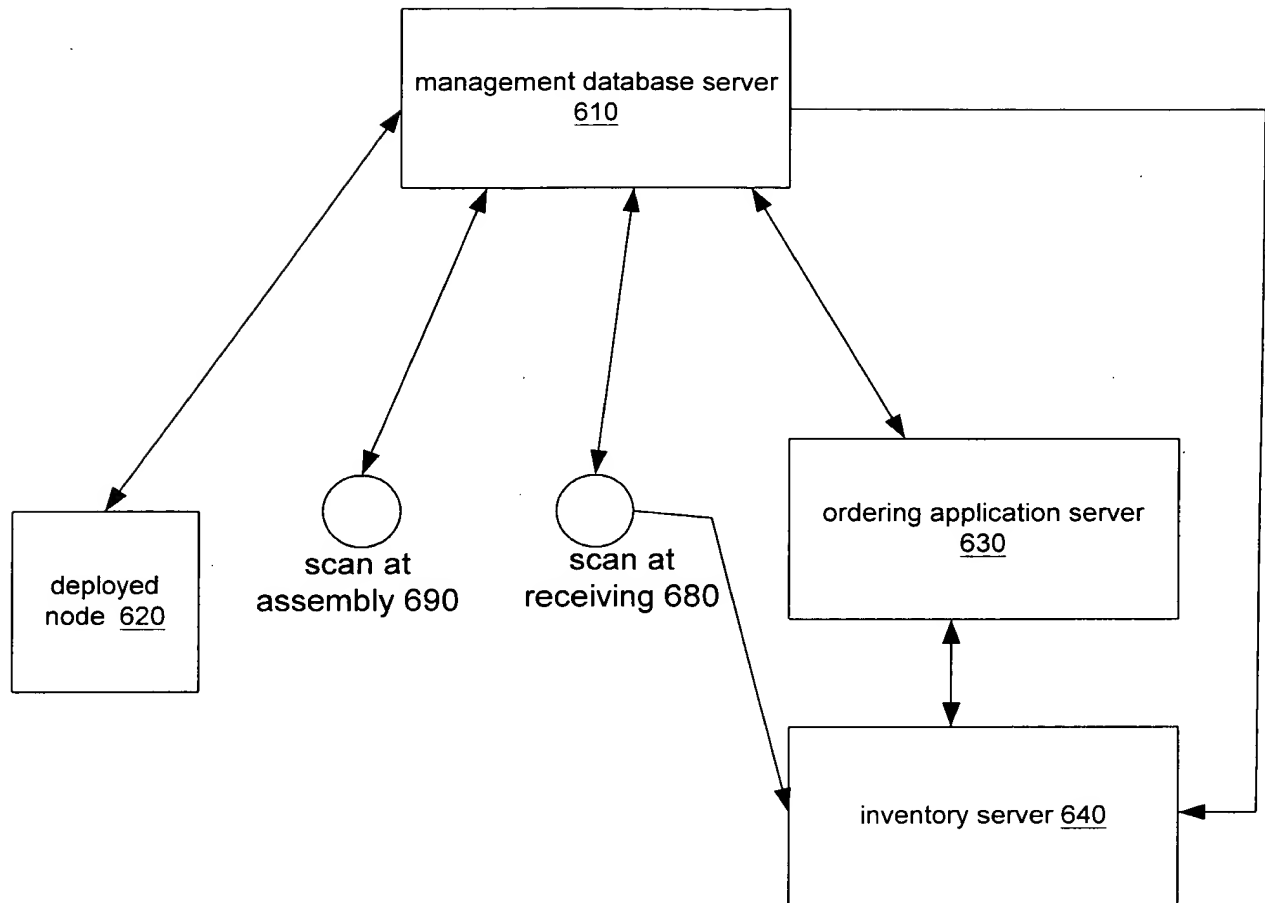 management database server
610
ordering application server
630
scan at
assembly 690
scan at
receiving 680
deployed
node 620
inventory server 640